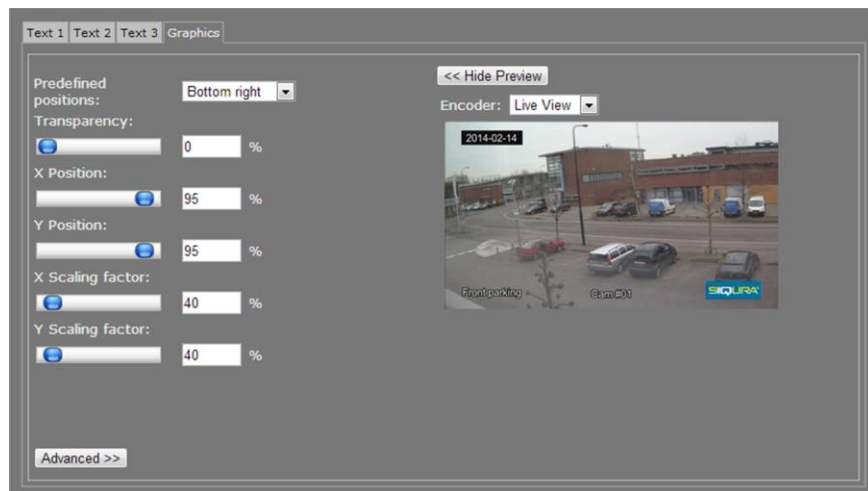 Text 1 Text 2 Text 3 Graphics
Predefined positions:
Bottom right
Transparency:
0 %
X Position:
95 %
Y Position:
95 %
X Scaling factor:
40 %
Y Scaling factor:
40 %
Advanced >>
<< Hide Preview
Encoder: Live View
2014-02-14
Front parking Cam #01 SIQURA